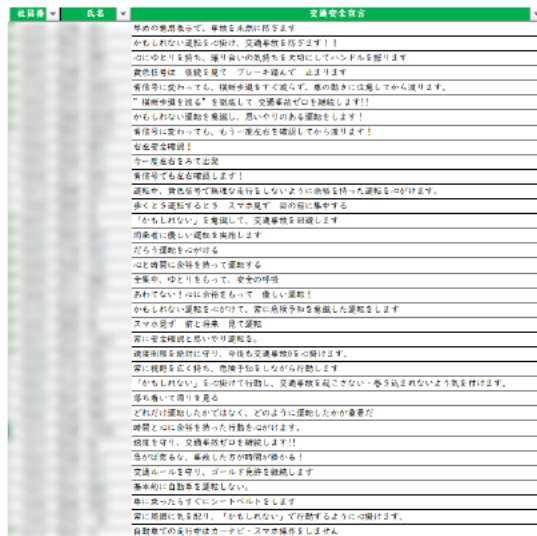 社員番 氏名 交通安全宣言
早めの意思表示で、事故を未然に防ぎます
かもしれない運転を心掛け、交通事故を防ぎます！！
心にゆとりを持ち、譲り合いの気持ちを大切にしてハンドルを握ります
黄色信号は 後続を見て ブレーキ踏んで 止まります
青信号に変わっても、横断歩道をすぐ渡らず、車の動きに注意してから渡ります。
"横断歩道を渡る"を徹底して 交通事故ゼロを継続します!!
かもしれない運転を意識し、思いやりのある運転をします！
青信号に変わっても、もう一度左右を確認してから渡ります！
右左安全確認！
今一度左右をみて出発
青信号でも左右確認します！
運転中、黄色信号で無理な走行をしないように余裕を持った運転を心がけます。
歩くとき運転するとき スマホ見ず 目の前に集中する
「かもしれない」を意識して、交通事故を回避します
同乗者に優しい運転を実施します
だろう運転を心がける
心と時間に余裕を持って運転する
全集中、ゆとりをもって、安全の呼吸
あわてない！心に余裕をもって 優しい運転！
かもしれない運転を心がけて、常に危険予知を意識した運転をします
スマホ見ず 前と将来 見て運転
常に安全確認と思いやり運転を。
速度制限を絶対に守り、今後も交通事故0を心掛けます。
常に視野を広く持ち、危険予知をしながら行動します
「かもしれない」を心掛けて行動し、交通事故を起こさない・巻き込まれないよう気を付けます。
落ち着いて周りを見る
どれだけ運転したかではなく、どのように運転したかが重要だ
時間と心に余裕を持った行動を心がけます。
速度を守り、交通事故ゼロを継続します!!
急がば焦るな、事故した方が時間が掛かる！
交通ルールを守り、ゴールド免許を継続します
基本的に自動車を運転しない。
車に乗ったらすぐにシートベルトをします
常に周囲に気を配り、「かもしれない」で行動するように心掛けます。
自動車での走行中はカーナビ・スマホ操作をしません